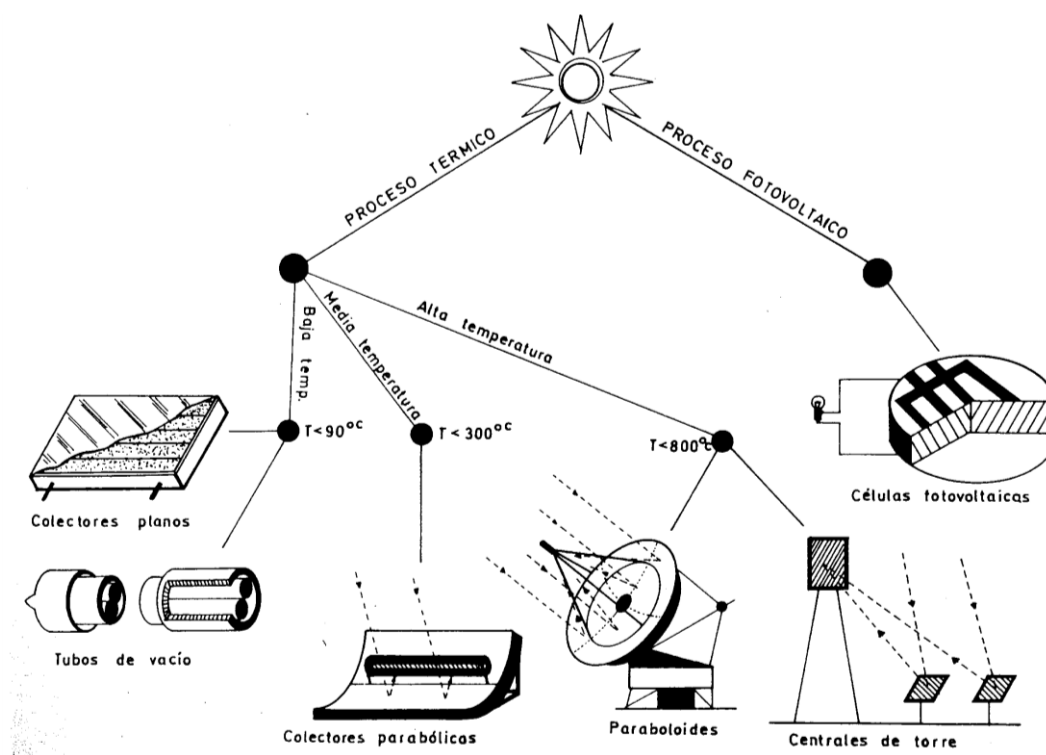 PROCESO TERMICO
PROCESO FOTOVOLTAICO
Baja temp.
Media temperatura
Alta temperatura
T<90°C
T<300°C
T<800°C
Colectores planos
Células fotovoltaicas
Tubos de vacío
Colectores parabólicos
Paraboloides
Centrales de torre